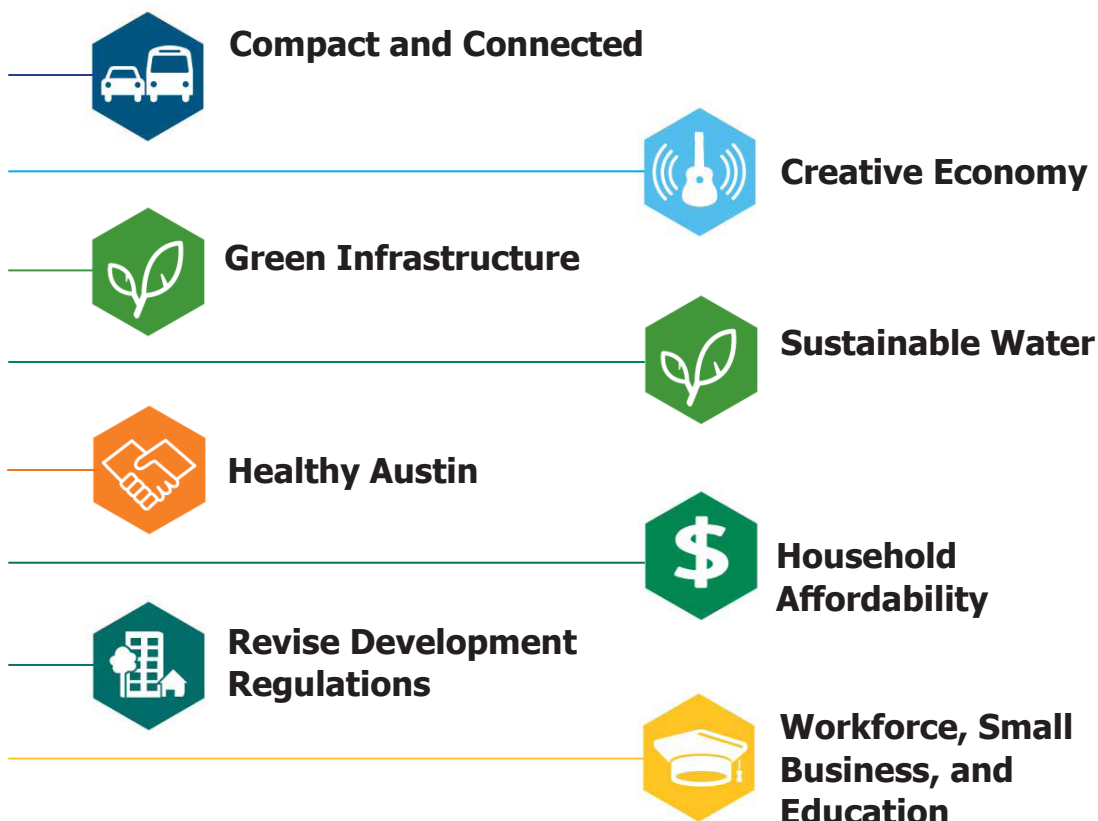 Compact and Connected
Creative Economy
Green Infrastructure
Sustainable Water
Healthy Austin
$
Household
Affordability
Revise Development
Regulations
Workforce, Small
Business, and
Education